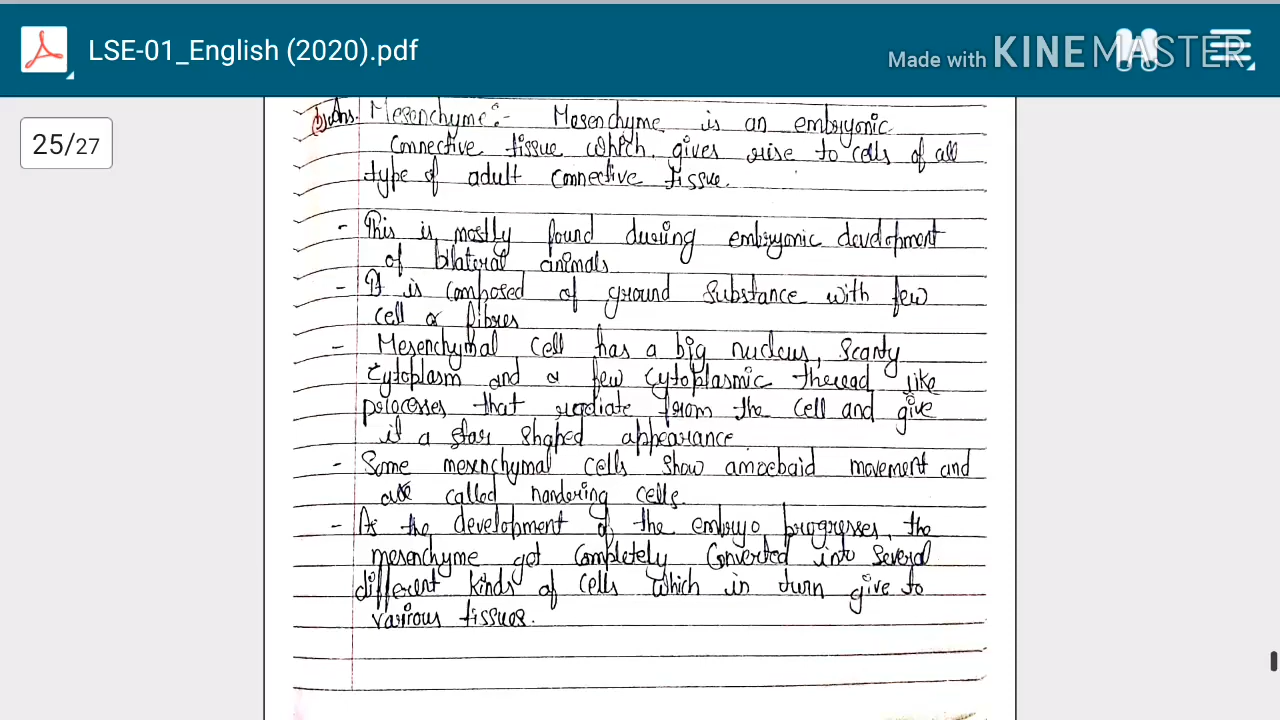 LSE-01_English (2020).pdf
Made with KINEMASTER
25/27
b) Ans. Mesenchyme:- Mesenchyme is an embryonic
connective tissue which gives rise to cells of all
type of adult connective tissue.
- This is mostly found during embryonic development
of bilateral animals
- It is composed of ground substance with few
cell or fibres
- Mesenchymal cell has a big nucleus, scanty
cytoplasm and a few cytoplasmic theread like
processes that radiate from the cell and give
it a star shaped appearance
- Some mesenchymal cells show amoebaid movement and
are called nandering cells.
- As the development of the embryo progresses, the
mesenchyme get completely converted into several
different kinds of cells which in turn give to
various tissues.